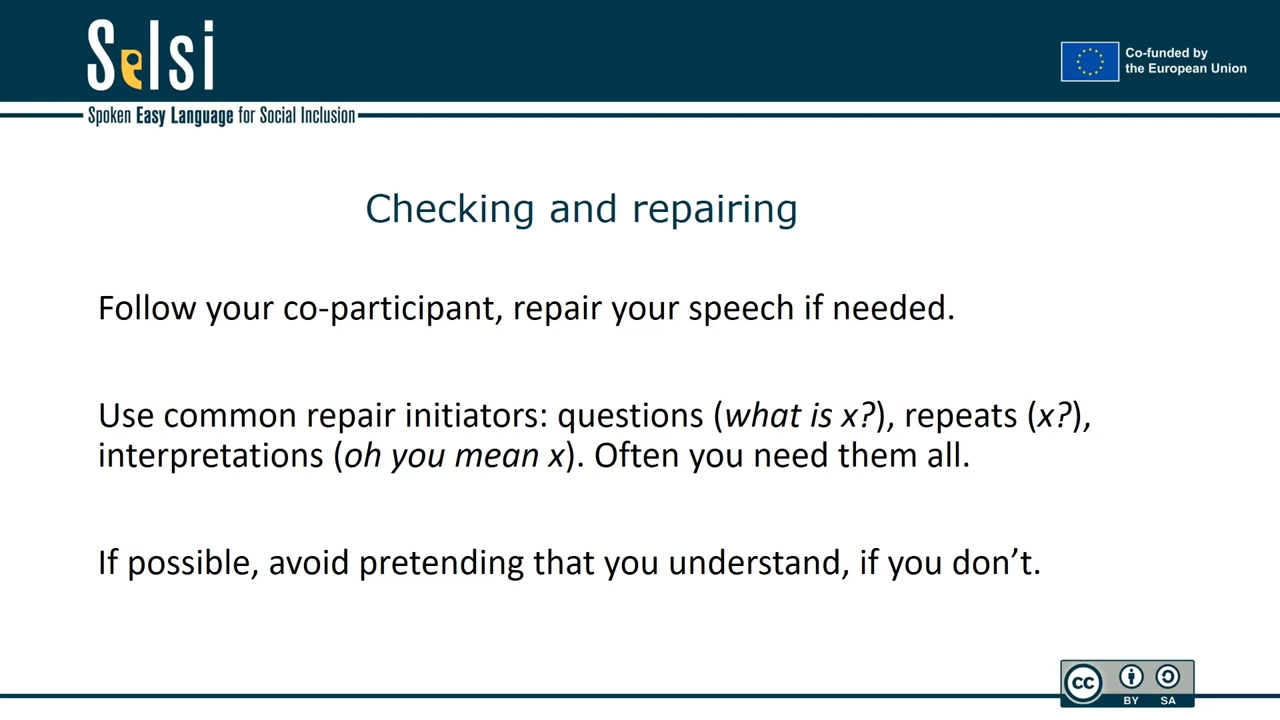 Selsi
Spoken Easy Language for Social Inclusion
Co-funded by
the European Union
Checking and repairing
Follow your co-participant, repair your speech if needed.
Use common repair initiators: questions (what is x?), repeats (x?),
interpretations (oh you mean x). Often you need them all.
If possible, avoid pretending that you understand, if you don’t.
cc
BY SA